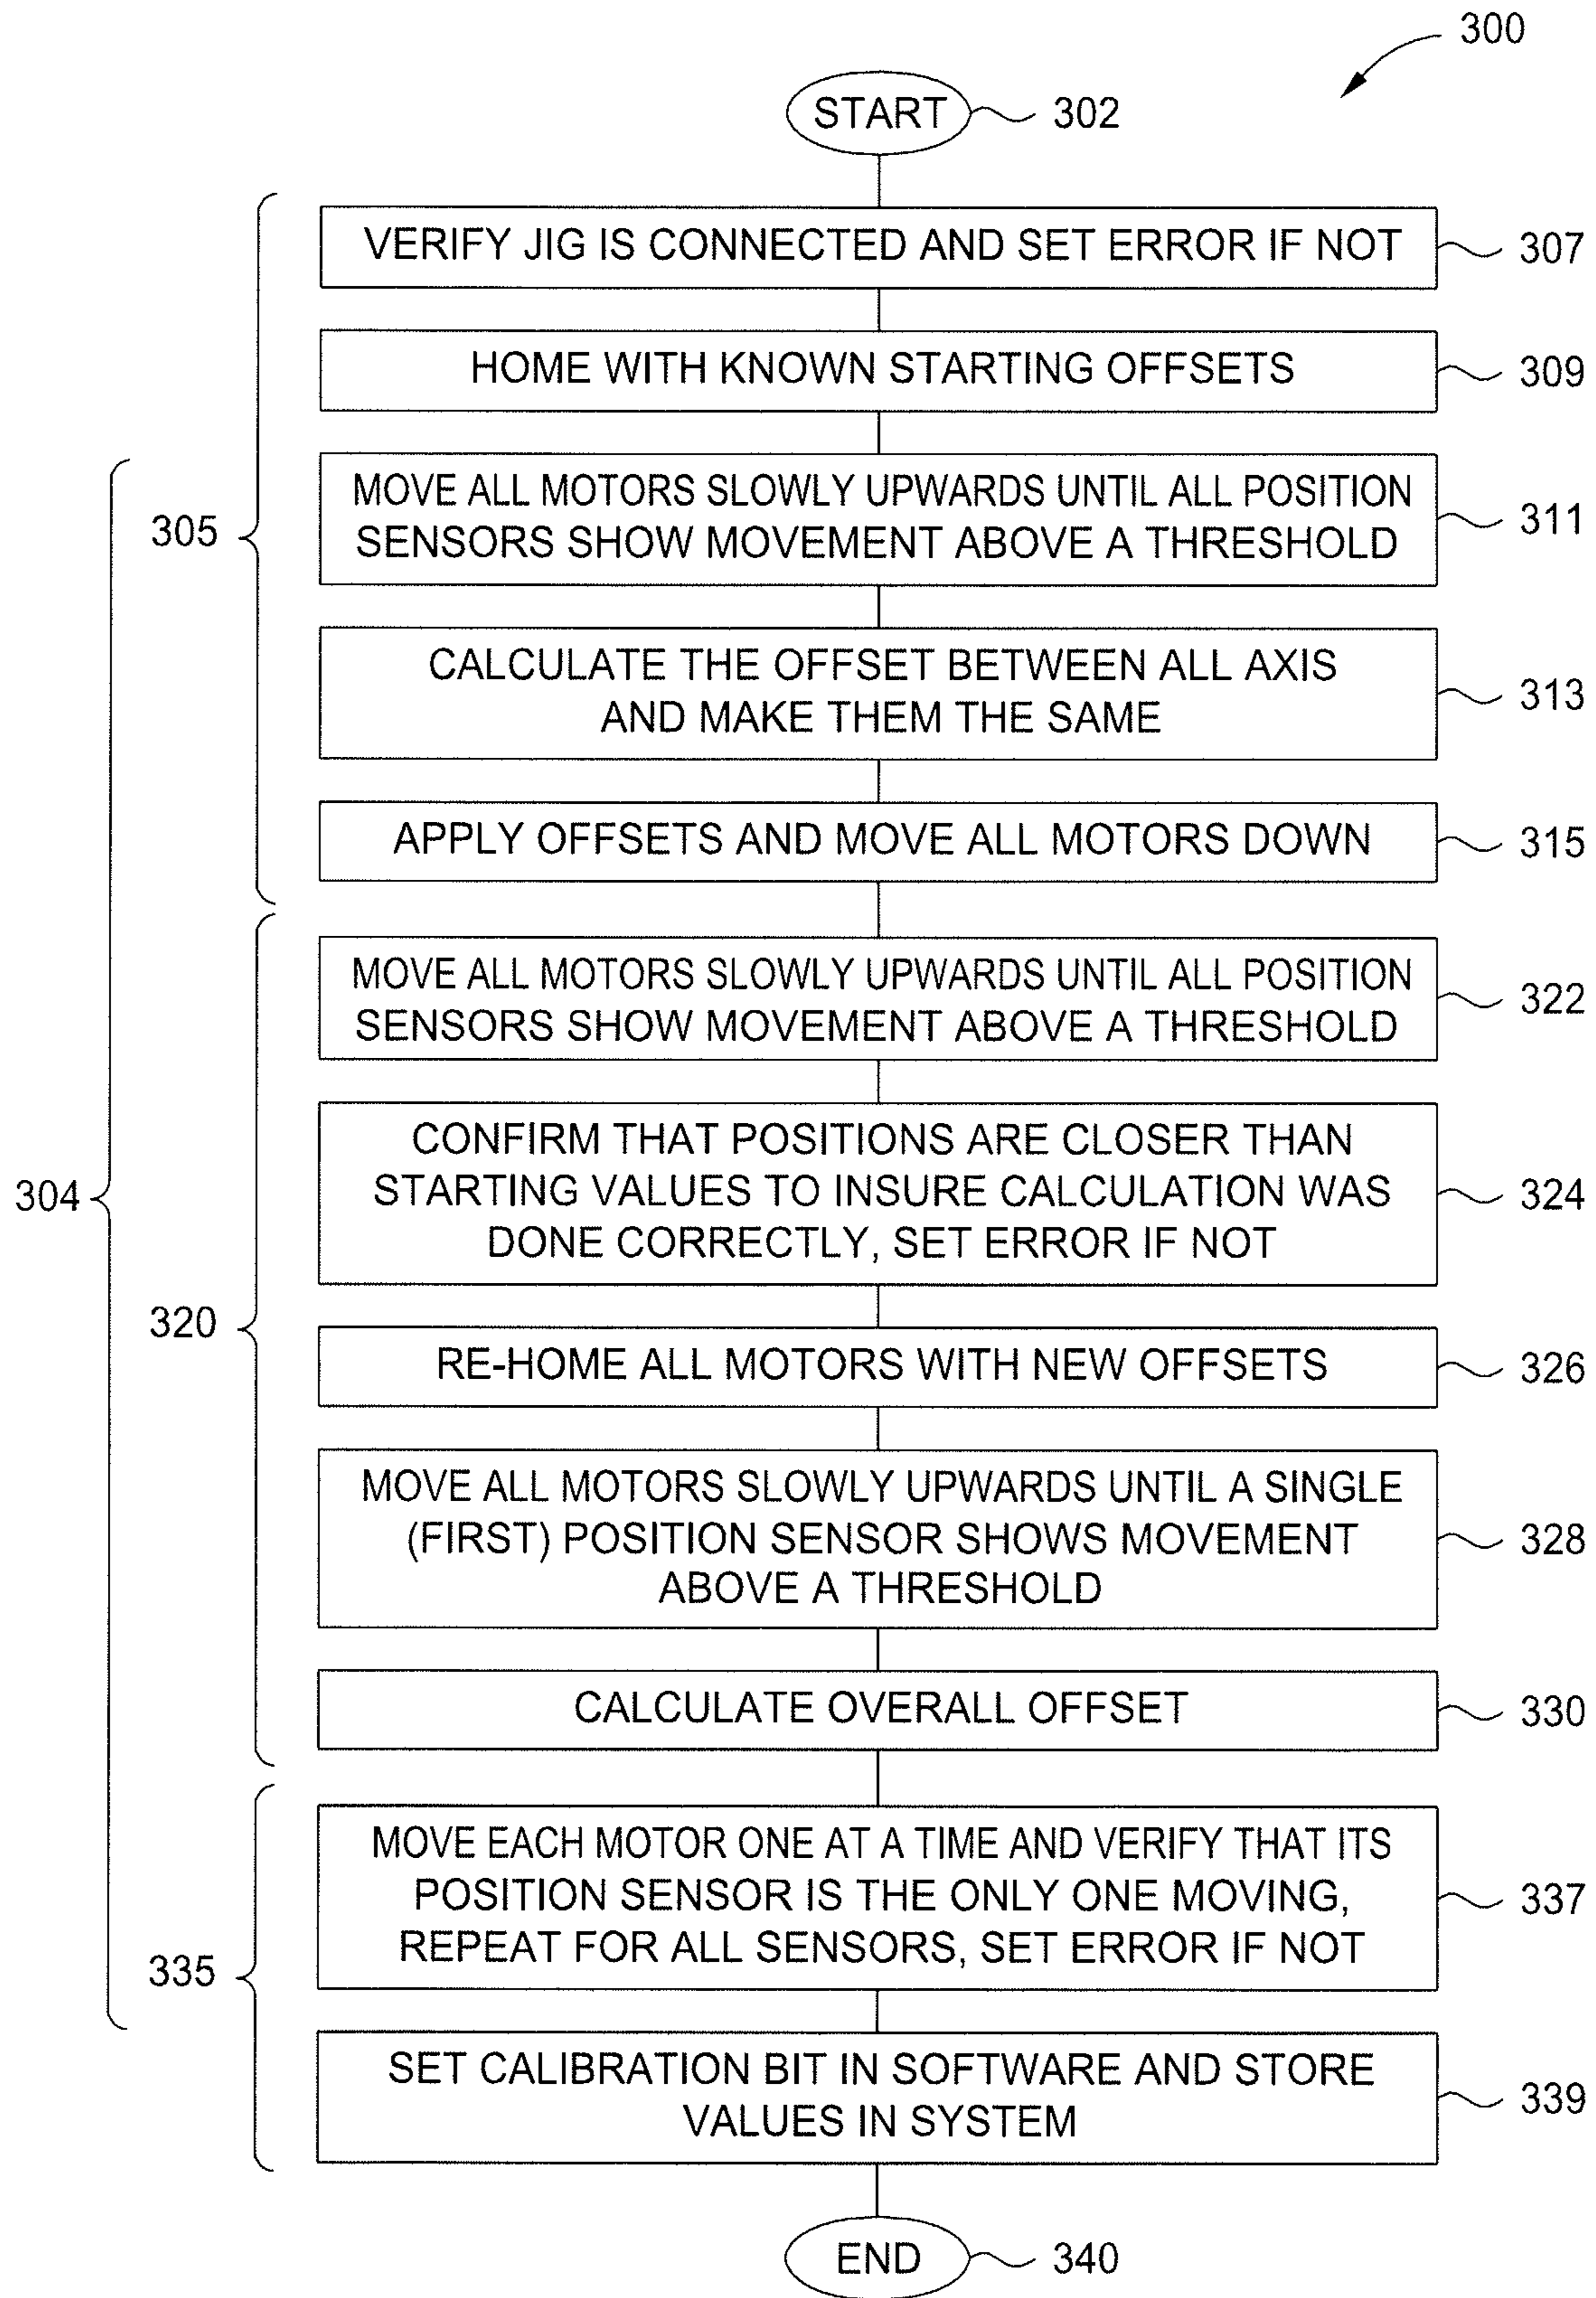 300
START 302
VERIFY JIG IS CONNECTED AND SET ERROR IF NOT 307
HOME WITH KNOWN STARTING OFFSETS 309
305
MOVE ALL MOTORS SLOWLY UPWARDS UNTIL ALL POSITION
SENSORS SHOW MOVEMENT ABOVE A THRESHOLD
311
CALCULATE THE OFFSET BETWEEN ALL AXIS
AND MAKE THEM THE SAME
313
APPLY OFFSETS AND MOVE ALL MOTORS DOWN 315
MOVE ALL MOTORS SLOWLY UPWARDS UNTIL ALL POSITION
SENSORS SHOW MOVEMENT ABOVE A THRESHOLD
322
304
CONFIRM THAT POSITIONS ARE CLOSER THAN
STARTING VALUES TO INSURE CALCULATION WAS
DONE CORRECTLY, SET ERROR IF NOT
324
320
RE-HOME ALL MOTORS WITH NEW OFFSETS 326
MOVE ALL MOTORS SLOWLY UPWARDS UNTIL A SINGLE
(FIRST) POSITION SENSOR SHOWS MOVEMENT
ABOVE A THRESHOLD
328
CALCULATE OVERALL OFFSET 330
MOVE EACH MOTOR ONE AT A TIME AND VERIFY THAT ITS
POSITION SENSOR IS THE ONLY ONE MOVING,
REPEAT FOR ALL SENSORS, SET ERROR IF NOT
337
335
SET CALIBRATION BIT IN SOFTWARE AND STORE
VALUES IN SYSTEM
339
END 340